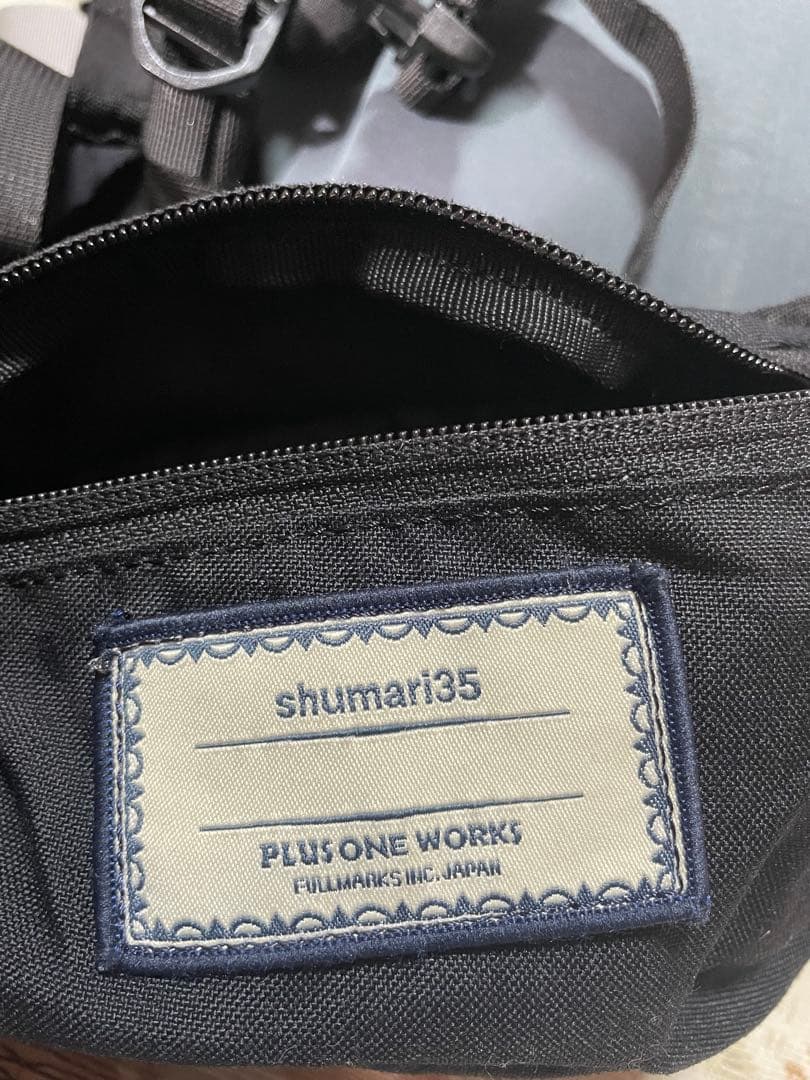 shumari35
PLUS ONE WORKS
FULLMARKS INC. JAPAN